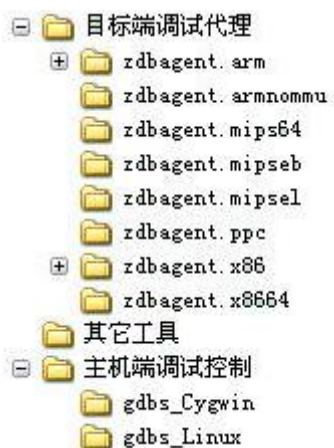 目标端调试代理
zdbagent.arm
zdbagent.armnommu
zdbagent.mips64
zdbagent.mipseb
zdbagent.mipsel
zdbagent.ppc
zdbagent.x86
zdbagent.x8664
其它工具
主机端调试控制
gdbs_Cygwin
gdbs_Linux